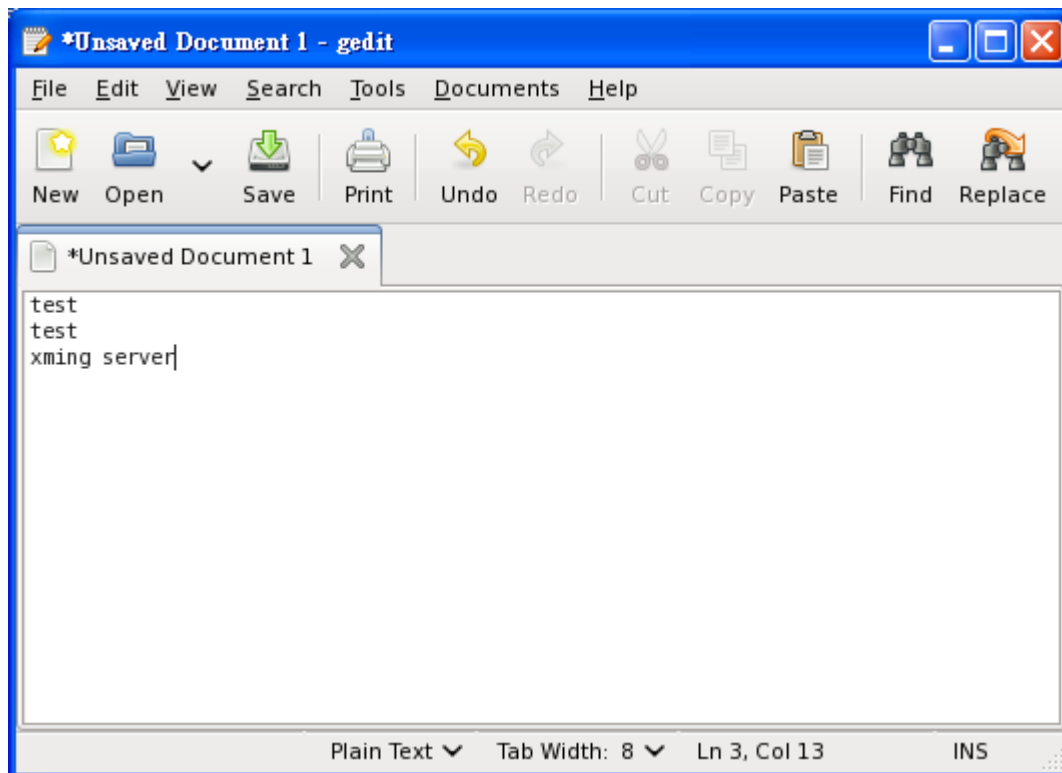 *Unsaved Document 1 - gedit
File Edit View Search Tools Documents Help
New Open Save Print Undo Redo Cut Copy Paste Find Replace
*Unsaved Document 1
test
test
xming server
Plain Text Tab Width: 8 Ln 3, Col 13 INS